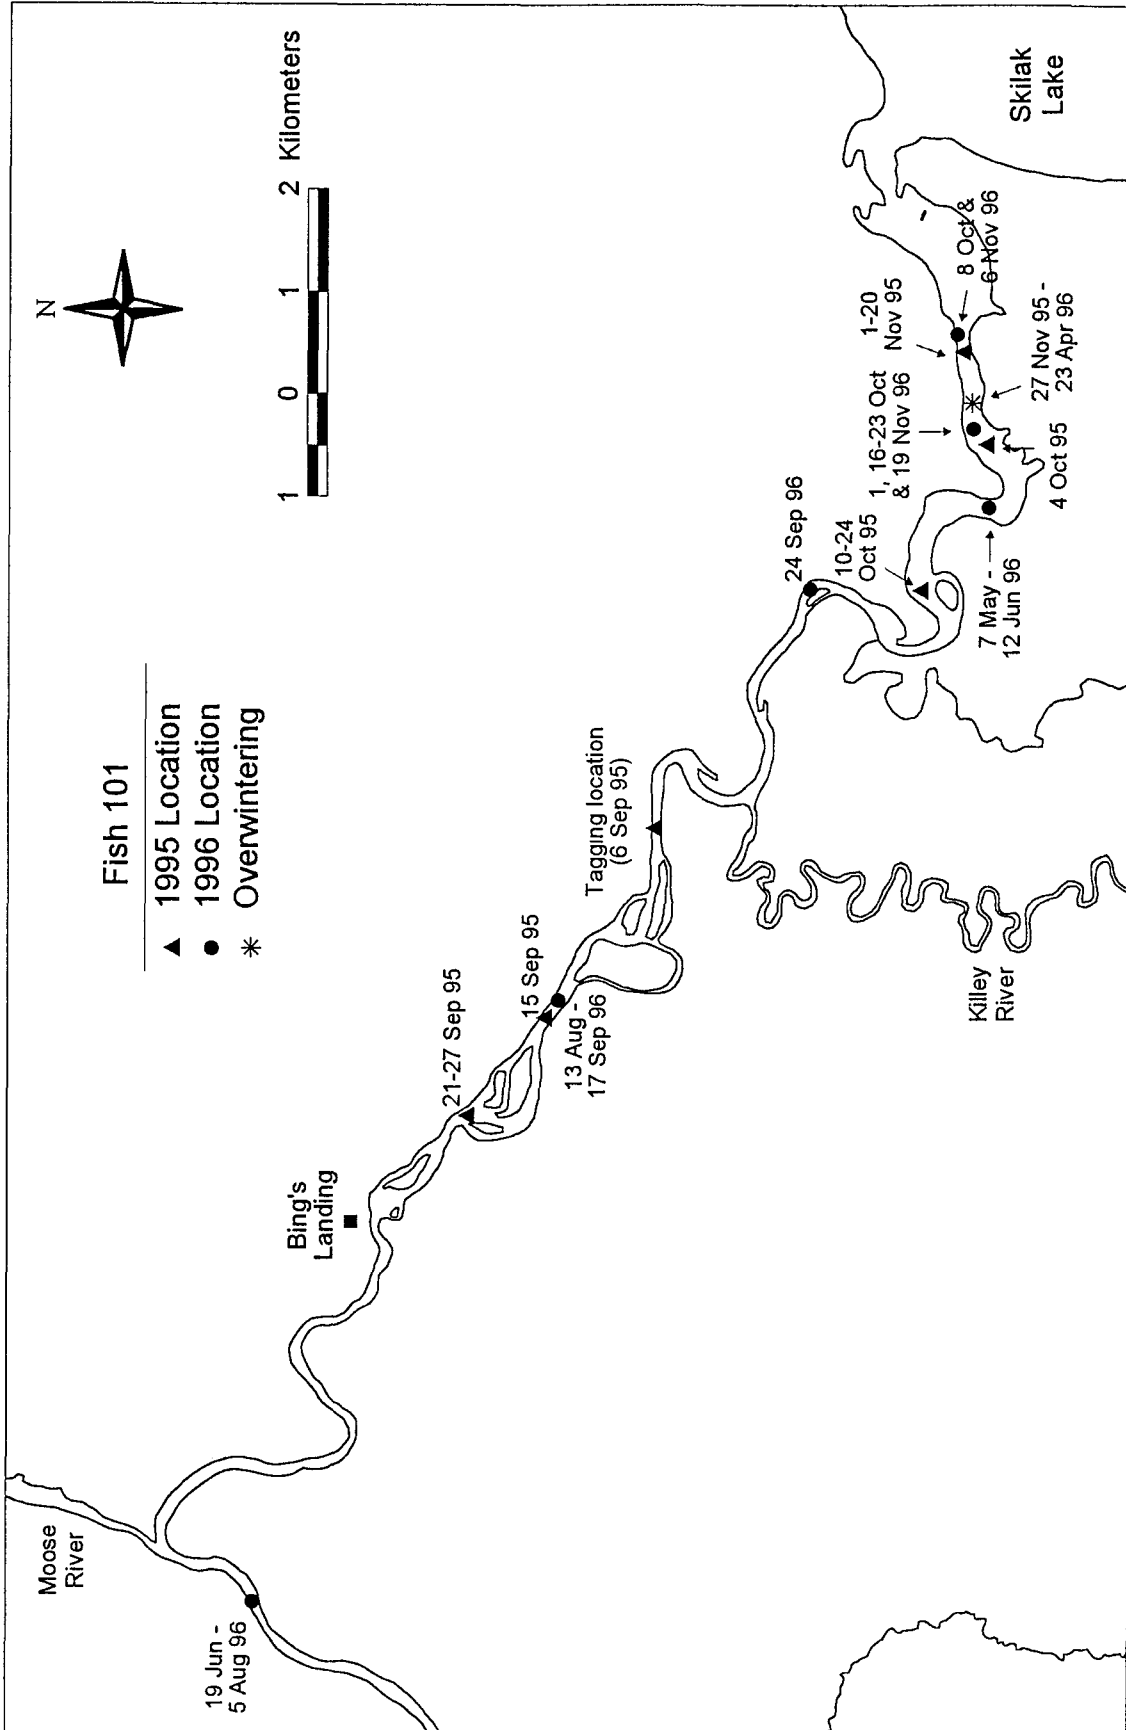 Fish 101
1995 Location
1996 Location
Overwintering
N
1 0 1 2 Kilometers
Moose
River
19 Jun -
5 Aug 96
Bing's
Landing
21-27 Sep 95
15 Sep 95
13 Aug -
17 Sep 96
Tagging location
(6 Sep 95)
Killey
River
24 Sep 96
10-24
Oct 95
7 May -
12 Jun 96
1, 16-23 Oct
& 19 Nov 96
4 Oct 95
1-20
Nov 95
27 Nov 95 -
23 Apr 96
8 Oct &
6 Nov 96
Skilak
Lake